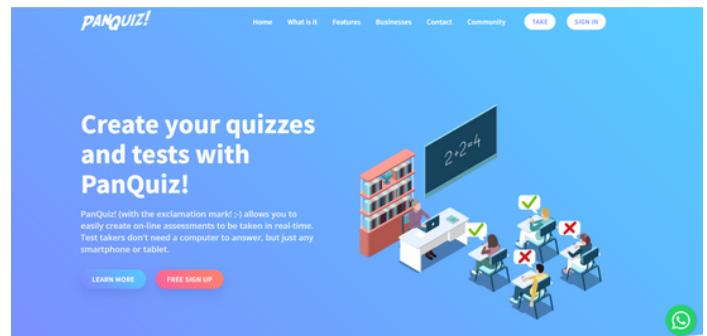 PANQUIZ!
Home What is it Features Businesses Contact Community TAKE SIGN IN
Create your quizzes
and tests with
PanQuiz!
2+2=4
PanQuiz! (with the exclamation mark! ;-) allows you to
easily create on-line assessments to be taken in real-time.
Test takers don't need a computer to answer, but just any
smartphone or tablet.
LEARN MORE FREE SIGN UP